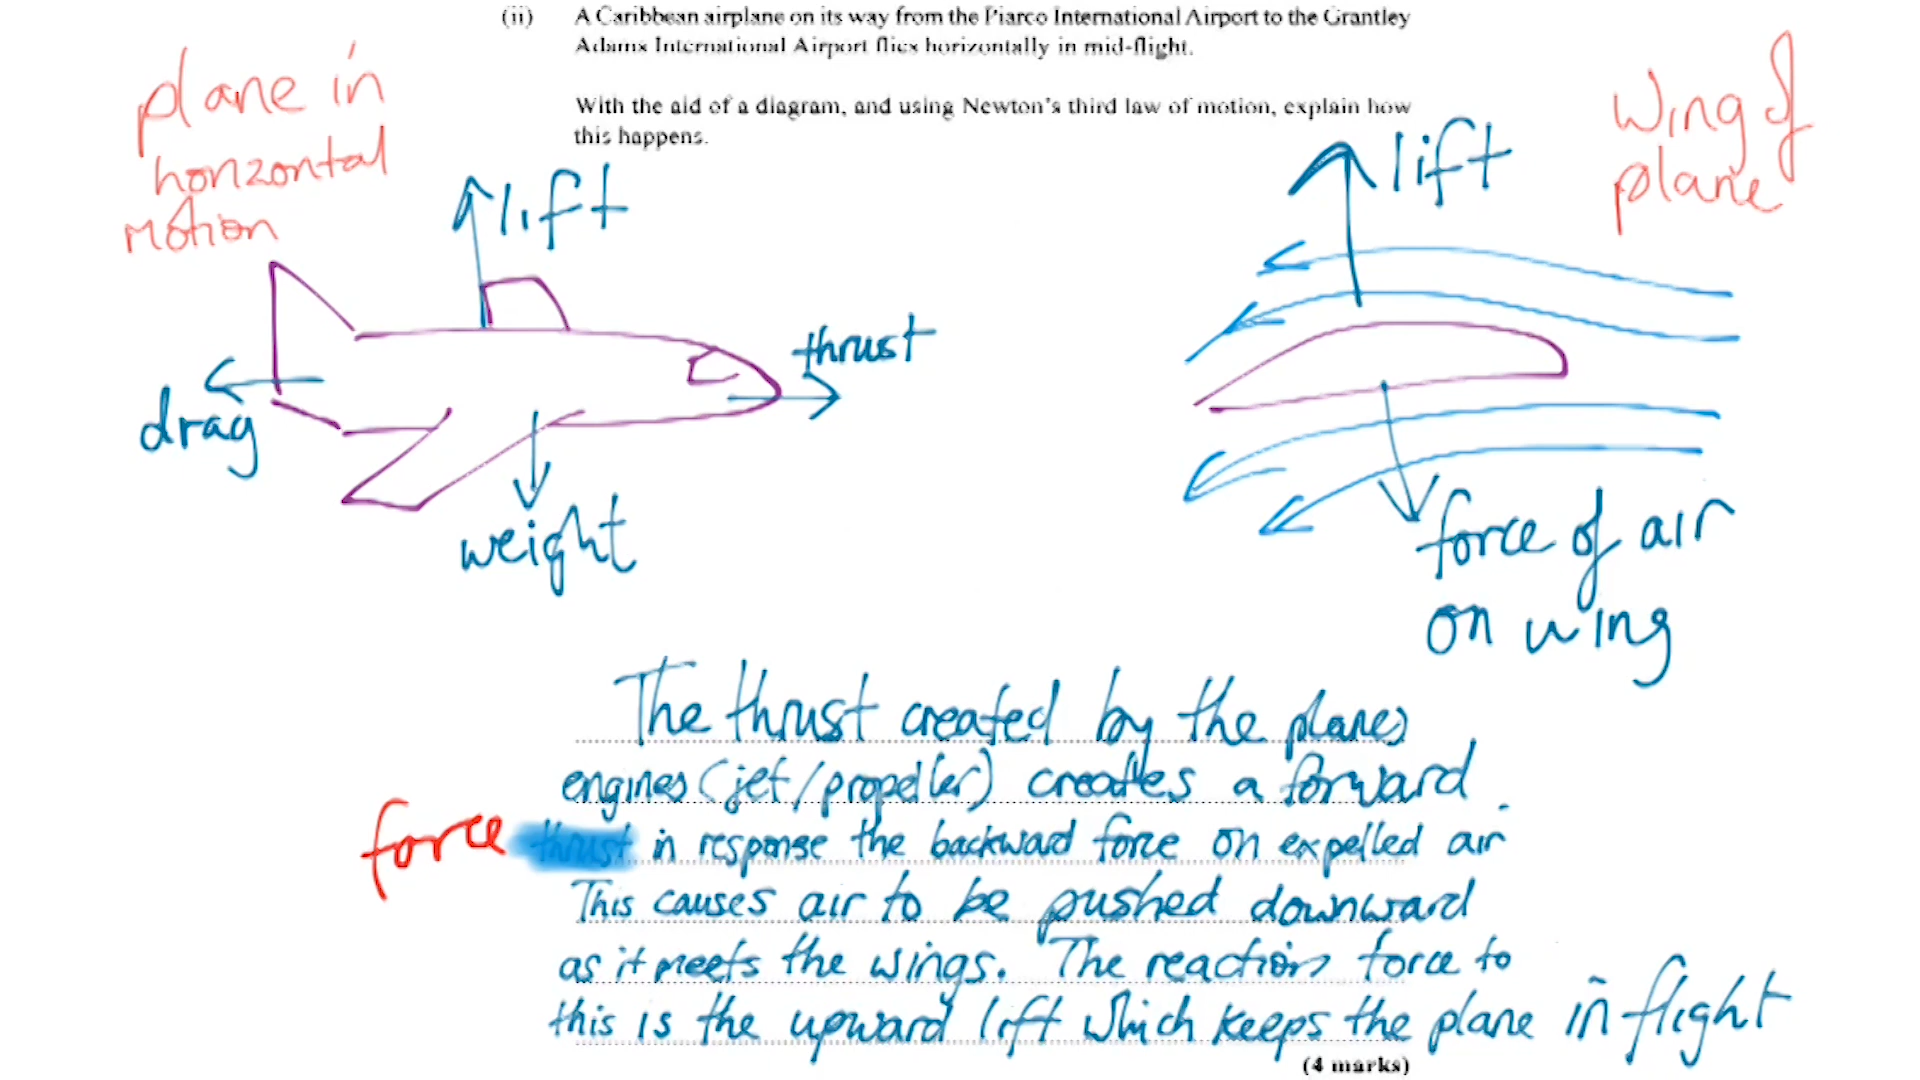 (ii) A Caribbean airplane on its way from the Piarco International Airport to the Grantley
Adams International Airport flies horizontally in mid-flight.
With the aid of a diagram, and using Newton's third law of motion, explain how
this happens.
plane in
horizontal
motion
lift
thrust
drag
weight
wing of
plane
lift
force of air
on wing
The thrust created by the planes
engines (jet/propeller) creates a forward
force thrust in response the backward force on expelled air
This causes air to be pushed downward
as it meets the wings. The reaction force to
this is the upward lift which keeps the plane in flight
(4 marks)